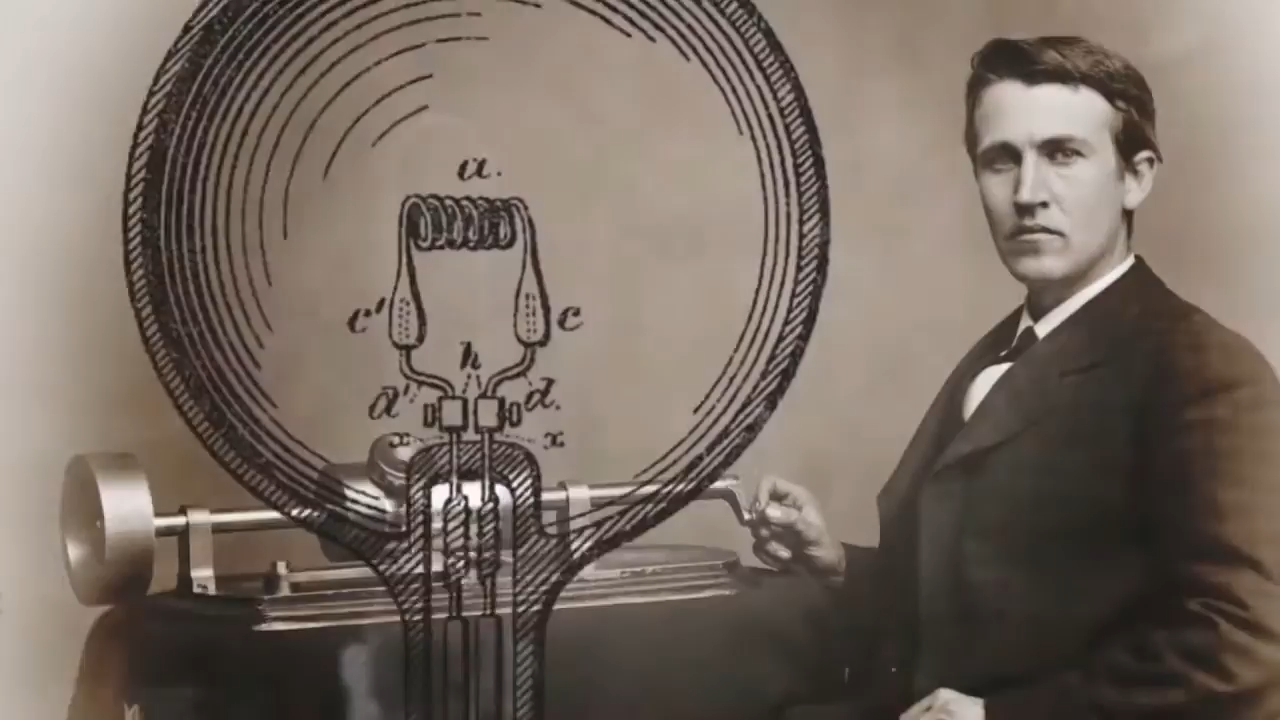 a.
c' c
h
d' d.
x x